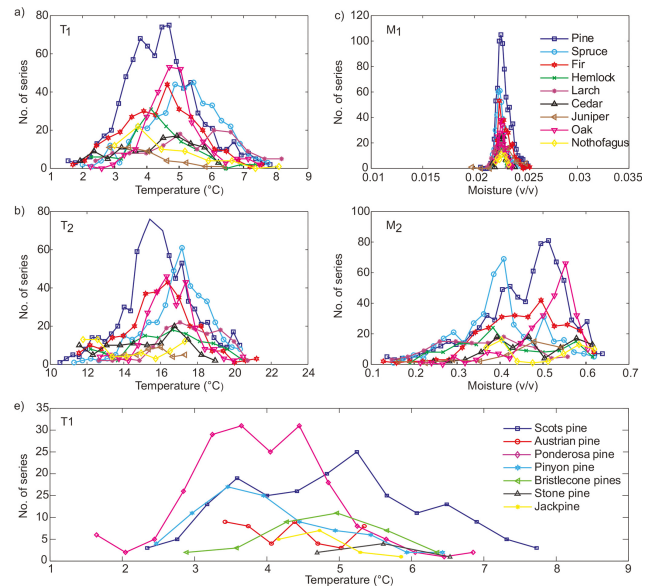 a)
T1
No. of series
80
60
40
20
0
1 2 3 4 5 6 7 8 9
Temperature (°C)
c)
M1
No. of series
120
100
80
60
40
20
0
0.01 0.015 0.02 0.025 0.03 0.035
Moisture (v/v)
Pine
Spruce
Fir
Hemlock
Larch
Cedar
Juniper
Oak
Nothofagus
b)
T2
No. of series
80
60
40
20
0
10 12 14 16 18 20 22 24
Temperature (°C)
d)
M2
No. of series
100
80
60
40
20
0
0.1 0.2 0.3 0.4 0.5 0.6 0.7
Moisture (v/v)
e)
T1
No. of series
35
30
25
15
20
10
5
0
1 2 3 4 5 6 7 8 9
Temperature (°C)
Scots pine
Austrian pine
Ponderosa pine
Pinyon pine
Bristlecone pines
Stone pine
Jackpine